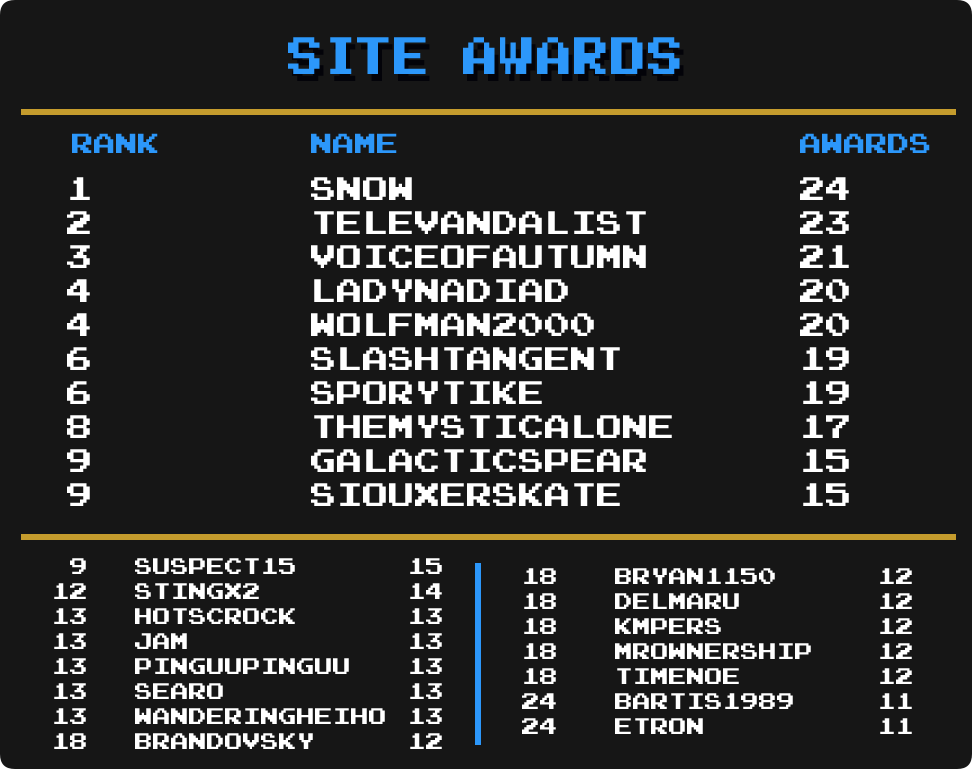 SITE AWARDS
RANK NAME AWARDS
1 SNOW 24
2 TELEVANDALIST 23
3 VOICEOFAUTUMN 21
4 LADYNADIAD 20
4 WOLFMAN2000 20
6 SLASHTANGENT 19
6 SPORYTIKE 19
8 THEMYSTICALONE 17
9 GALACTICSPEAR 15
9 SIOUXERSKATE 15
9 SUSPECT15 15
12 STINGX2 14
13 HOTSCROCK 13
13 JAM 13
13 PINGUUPINGUU 13
13 SEARO 13
13 WANDERINGHEIHO 13
18 BRANDOVSKY 12
18 BRYAN1150 12
18 DELMARU 12
18 KMPERS 12
18 MROWNERSHIP 12
18 TIMENOE 12
24 BARTIS1989 11
24 ETRON 11